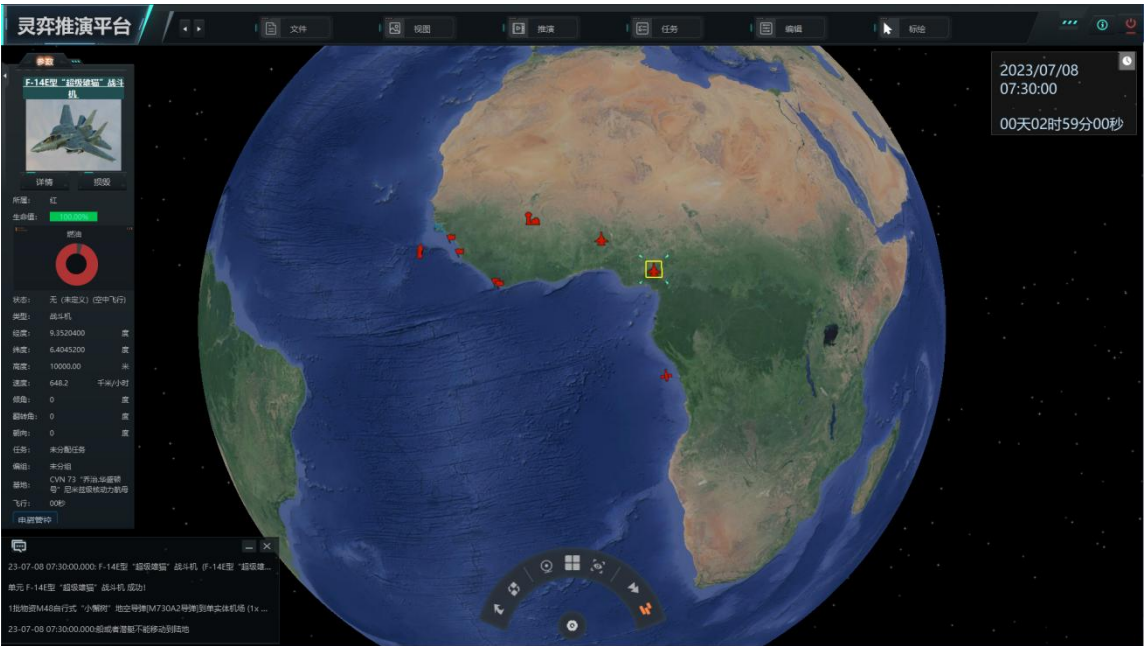 灵弈推演平台
文件
视图
推演
任务
编辑
标绘
参数
F-14E型“超级雄猫”战斗
机
详情
损毁
所属： 红
生命值： 100.00%
燃油
状态： 无（未定义）(空中飞行)
类型： 战斗机
经度： 9.3520400 度
纬度： 6.4045200 度
高度： 10000.00 米
速度： 648.2 千米/小时
倾角： 0 度
翻转角： 0 度
朝向： 0 度
任务： 未分配任务
编组： 未分组
基地： CVN 73 “乔治.华盛顿
号”尼米兹级核动力航母
飞行： 00秒
电磁管控
2023/07/08
07:30:00
00天02时59分00秒
23-07-08 07:30:00.000: F-14E型“超级雄猫”战斗机（F-14E型“超级雄...
单元 F-14E型“超级雄猫”战斗机 成功!
1批物资M48自行式“小懈树”地空导弹[M730A2导弹]到单实体机场 (1x ...
23-07-08 07:30:00.000:船或者潜艇不能移动到陆地